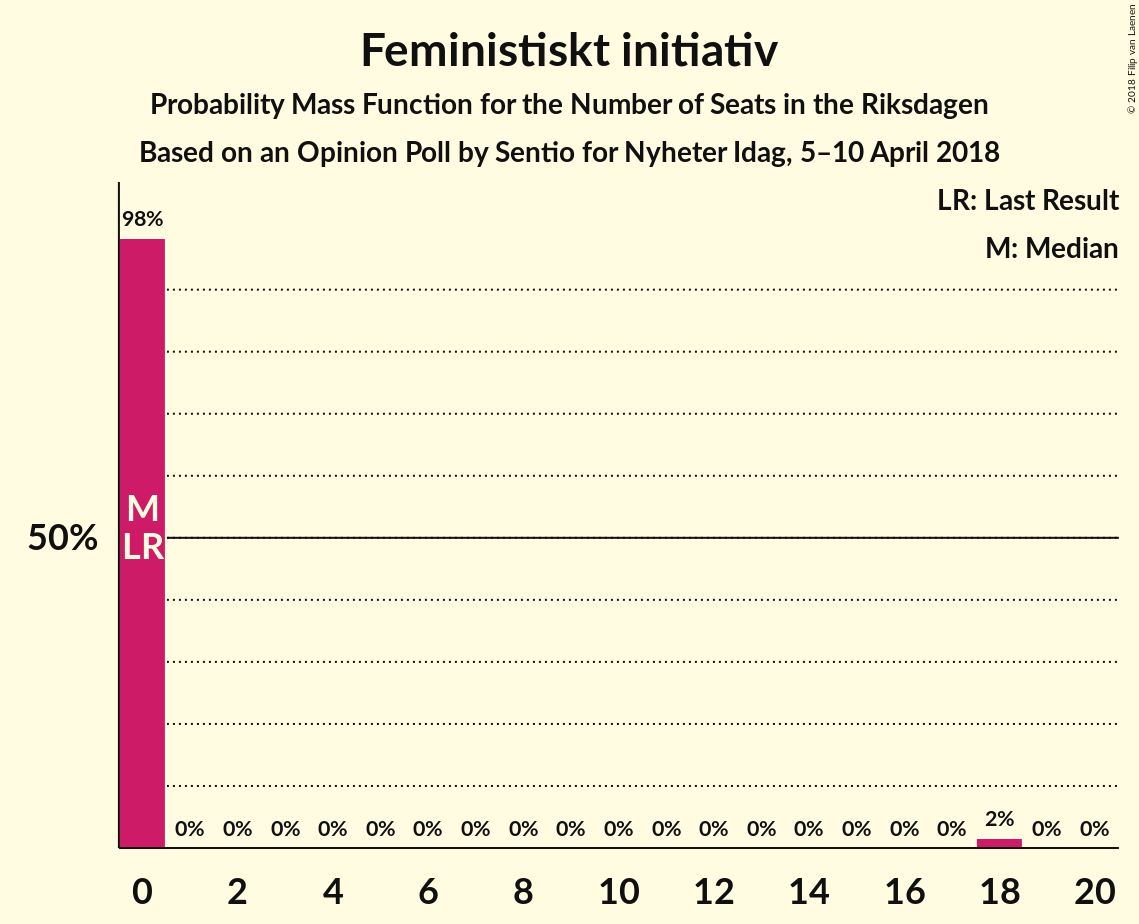 Feministiskt initiativ
Probability Mass Function for the Number of Seats in the Riksdagen
Based on an Opinion Poll by Sentio for Nyheter Idag, 5–10 April 2018
© 2018 Filip van Laenen
LR: Last Result
M: Median
98%
M
LR
50%
0% 0% 0% 0% 0% 0% 0% 0% 0% 0% 0% 0% 0% 0% 0% 0% 0% 2% 0% 0%
0 2 4 6 8 10 12 14 16 18 20